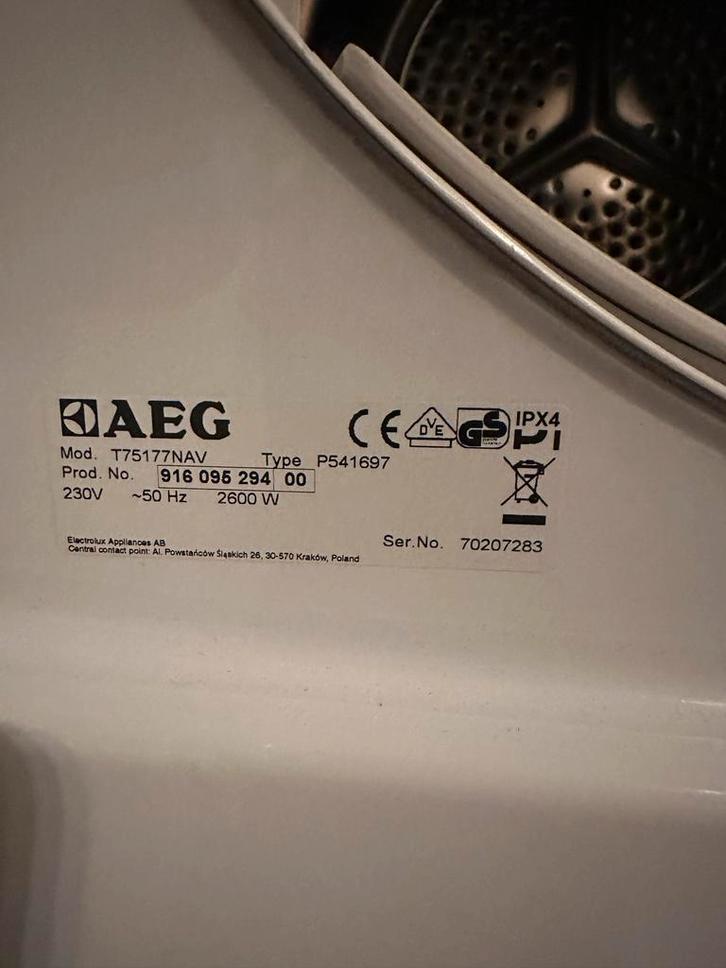 AEG
CE DVE GS IPX4
Mod. T75177NAV Type P541697
Prod. No. 916 095 294 00
230V ~50 Hz 2600 W
Ser.No. 70207283
Electrolux Appliances AB
Central contact point: Al. Powstańców Śląskich 26, 30-570 Kraków, Poland